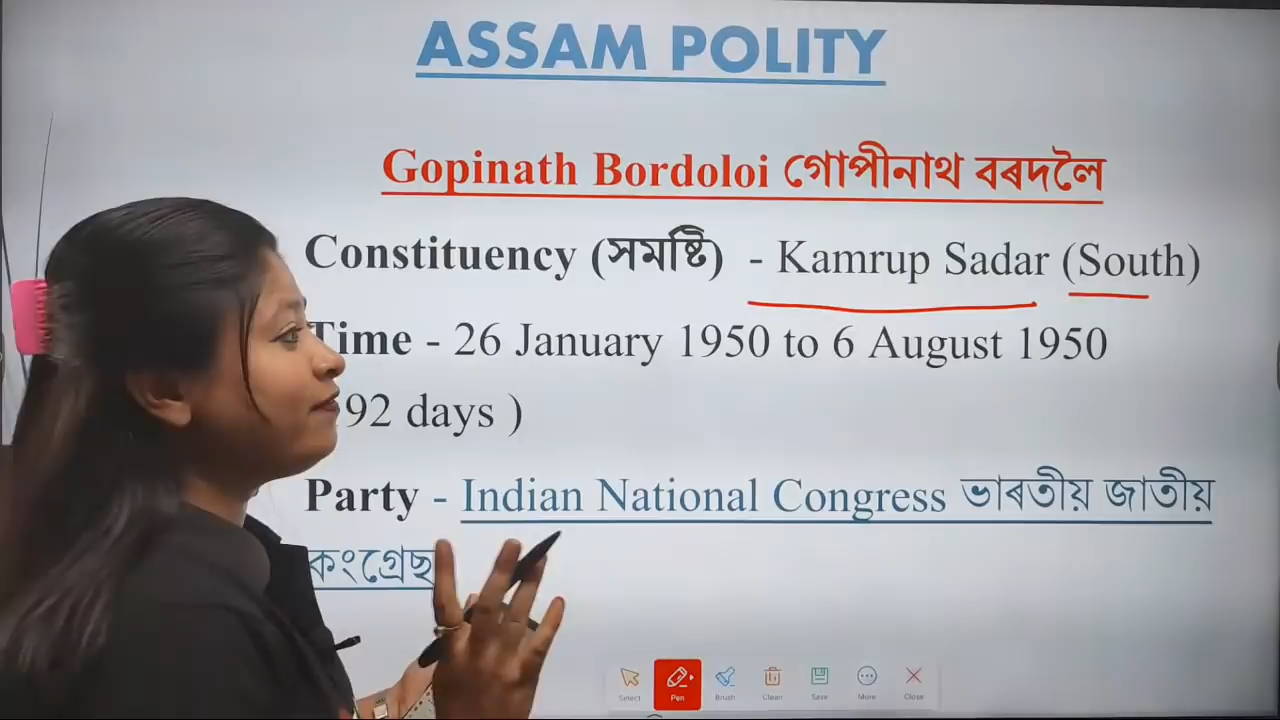 ASSAM POLITY
Gopinath Bordoloi গোপীনাথ বৰদলৈ
Constituency (সমষ্টি) - Kamrup Sadar (South)
Time - 26 January 1950 to 6 August 1950
92 days )
Party - Indian National Congress ভাৰতীয় জাতীয়
কংগ্ৰেছ
Select Pen Brush Clean Save More Close